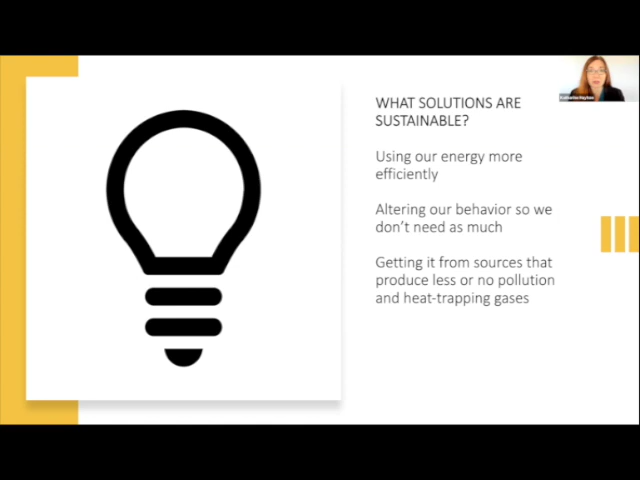 WHAT SOLUTIONS ARE
SUSTAINABLE?
Using our energy more
efficiently
Altering our behavior so we
don't need as much
Getting it from sources that
produce less or no pollution
and heat-trapping gases